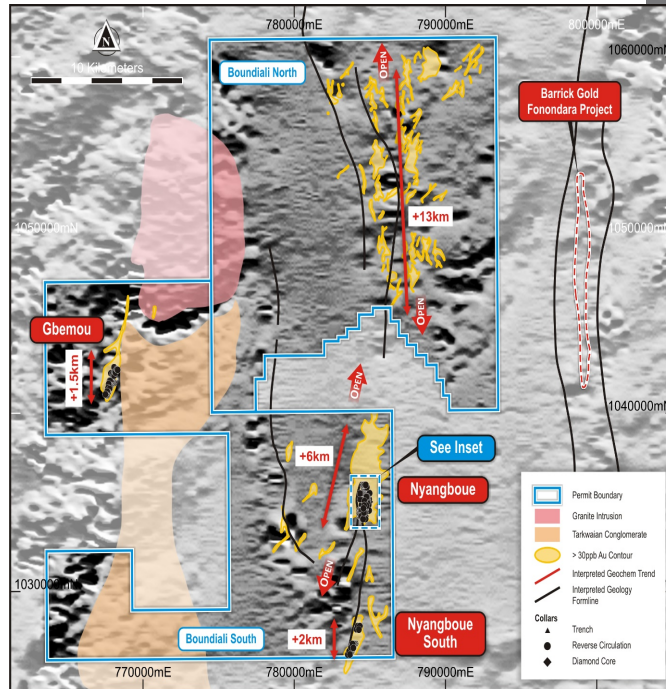 780000mE
790000mE
800000mE
N
10 Kilometers
1060000mN
Boundiali North
OPEN
Barrick Gold
Fonondara Project
+13km
1050000mN
1050000mN
OPEN
Gbemou
+1.5km
OPEN
1040000mN
+6km
See Inset
Nyangboue
OPEN
1030000mN
Boundiali South
+2km
Nyangboue
South
Permit Boundary
Granite Intrusion
Tarkwaian Conglomerate
> 30ppb Au Contour
Interpreted Geochem Trend
Interpreted Geology
Formline
Collars
Trench
Reverse Circulation
Diamond Core
770000mE
780000mE
790000mE